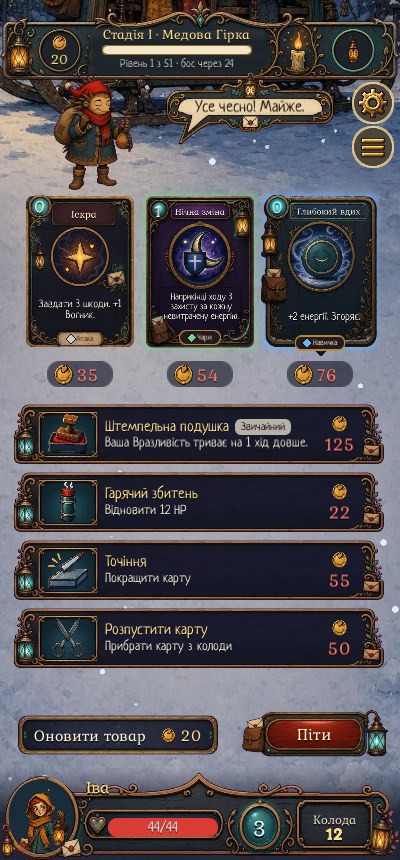 20
Стадія I · Медова Гірка
Рівень 1 з 51 · бос через 24
Усе чесно! Майже.
0
Іскра
Завдати 3 шкоди. +1
Вогник.
Атака
35
1
Нічна зміна
Наприкінці ходу 3
захисту за кожну
невитрачену енергію.
Чари
54
0
Глибокий вдих
+2 енергії. Згоряє.
Навичка
76
Штемпельна подушка Звичайний
Ваша Вразливість триває на 1 хід довше.
125
Гарячий збитень
Відновити 12 HP
22
Точіння
Покращити карту
55
Розпустити карту
Прибрати карту з колоди
50
Оновити товар 20
Піти
Іва
44/44
3
Колода
12